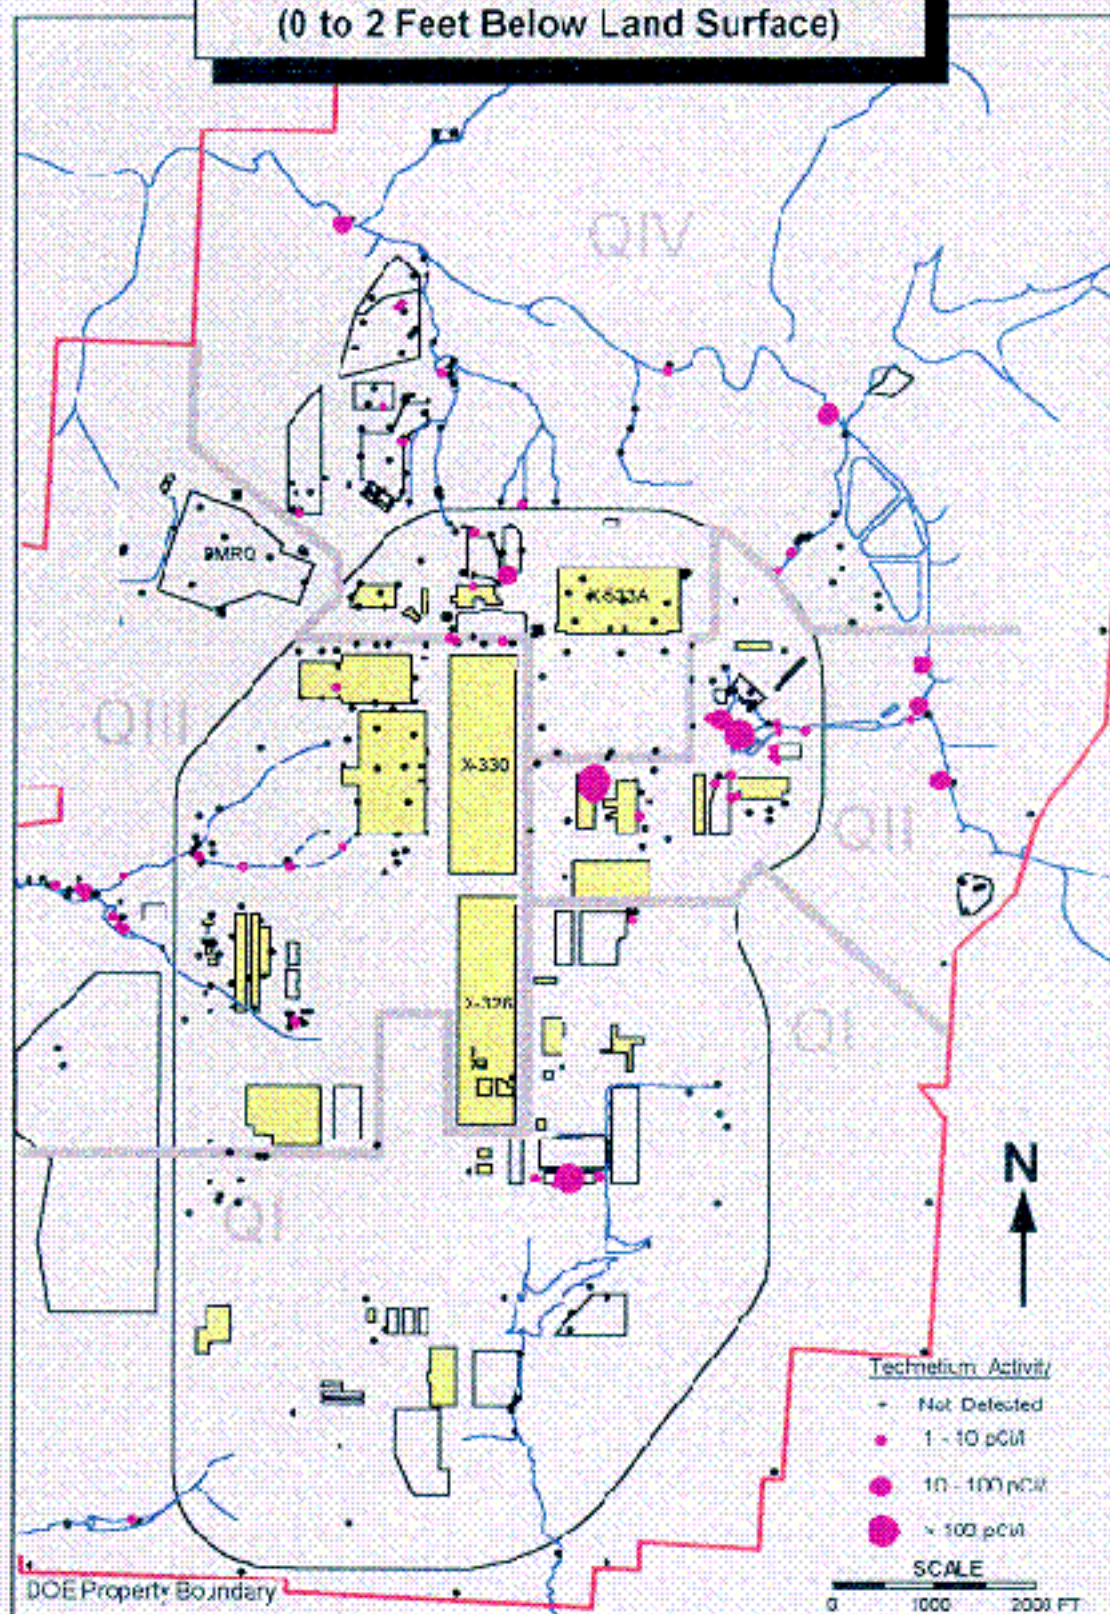 (0 to 2 Feet Below Land Surface)
QIV
9MRQ
X-533A
QIII
X-330
QII
X-326
QI
N
QI
Technetium Activity
Not Detected
1 - 10 pCi/l
10 - 100 pCi/l
> 100 pCi/l
SCALE
DOE Property Boundary
0 1000 2000 FT